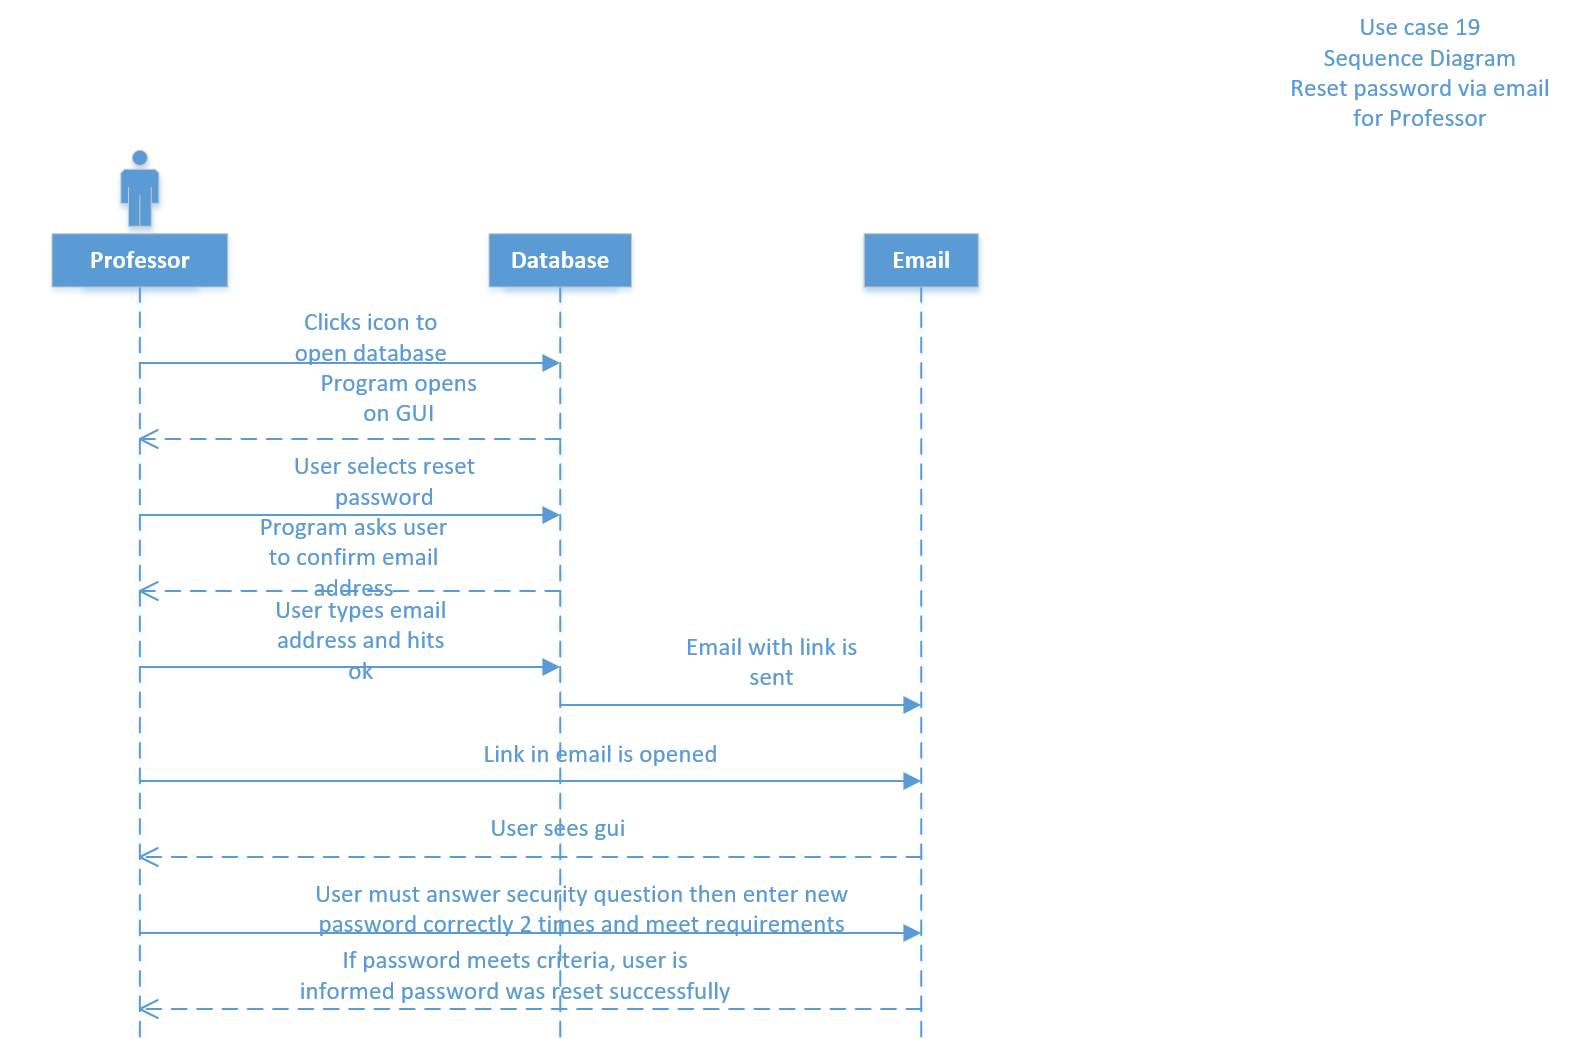 Use case 19
Sequence Diagram
Reset password via email
for Professor
Professor
Database
Email
Clicks icon to
open database
Program opens
on GUI
User selects reset
password
Program asks user
to confirm email
address
User types email
address and hits
ok
Email with link is
sent
Link in email is opened
User sees gui
User must answer security question then enter new
password correctly 2 times and meet requirements
If password meets criteria, user is
informed password was reset successfully